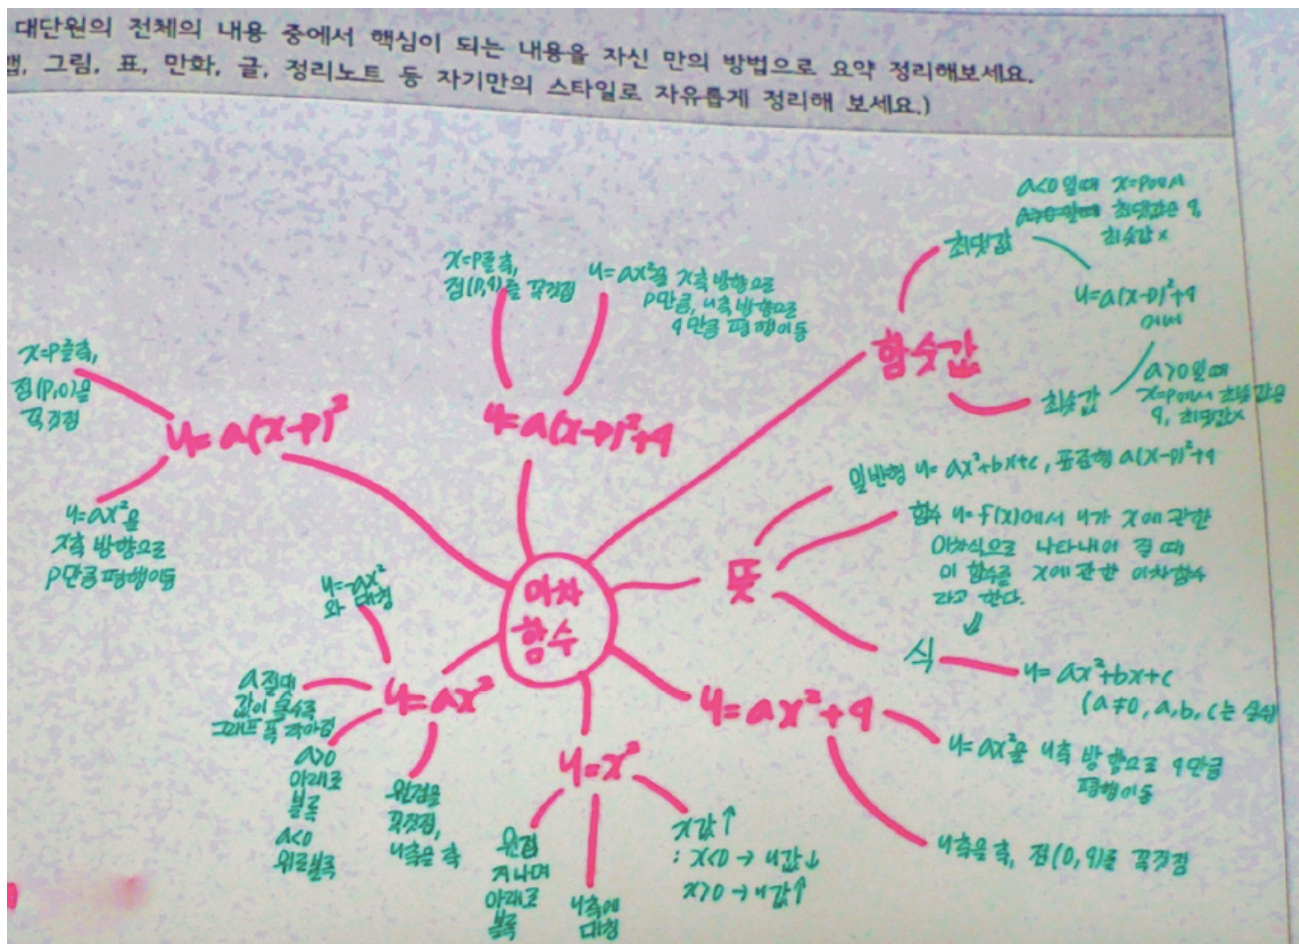 대단원의 전체의 내용 중에서 핵심이 되는 내용을 자신 만의 방법으로 요약 정리해보세요.
맵, 그림, 표, 만화, 글, 정리노트 등 자기만의 스타일로 자유롭게 정리해 보세요.)
이차
함수
함숫값
최댓값
a<0일때 x=p에서
최댓값은 q,
최솟값 x
y=a(x-p)²+q
에서
최솟값
a>0일때
x=p에서 최솟값은
q, 최댓값x
뜻
일반형 y=ax²+bx+c, 표준형 a(x-p)²+q
함수 y=f(x)에서 y가 x에 관한
이차식으로 나타내어 질 때
이 함수를 x에 관한 이차함수
라고 한다.
⇓
식
y=ax²+bx+c
(a≠0, a, b, c는 실수)
y=ax²+q
y=ax²을 y축 방향으로 q만큼
평행이동
y축을 축, 점(0, q)를 꼭짓점
y=x²
x값↑
: x<0 → y값↓
x>0 → y값↑
y축에
대칭
원점
지나며
아래로
볼록
y=ax²
y=-ax²
와 대칭
a절대
값이 클수록
그래프 폭 작아짐
a>0
아래로
볼록
a<0
위로볼록
원점을
꼭짓점,
y축을 축
y=a(x-p)²
x=p를 축,
점(p,0)을
꼭짓점
y=ax²을
x축 방향으로
p만큼 평행이동
y=a(x-p)²+q
x=p를 축,
점(p,q)를 꼭짓점
y=ax²을 x축 방향으로
p만큼, y축 방향으로
q만큼 평행이동